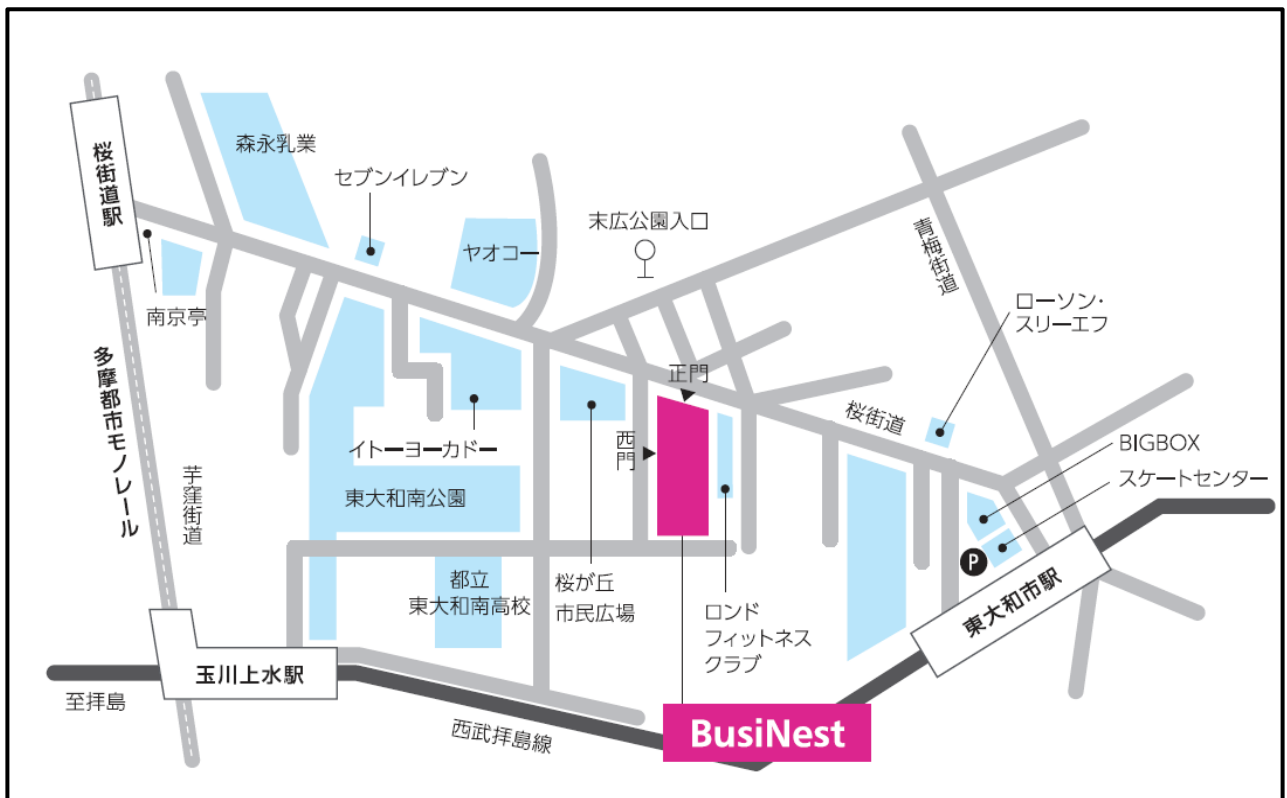 森永乳業
セブンイレブン
桜街道駅
末広公園入口
ヤオコー
青梅街道
南京亭
ローソン・
スリーエフ
多摩都市モノレール
正門
桜街道
西門
イトーヨーカドー
BIGBOX
スケートセンター
芋窪街道
東大和南公園
P
都立
東大和南高校
桜が丘
市民広場
ロンド
フィットネス
クラブ
東大和市駅
玉川上水駅
至拝島
西武拝島線
BusiNest